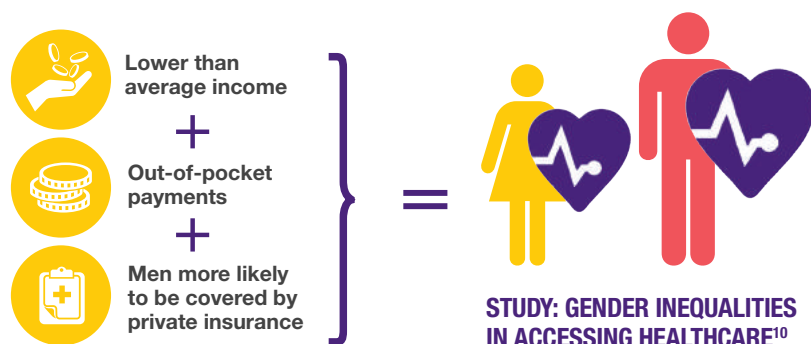 Lower than
average income
+
Out-of-pocket
payments
+
Men more likely
to be covered by
private insurance
=
STUDY: GENDER INEQUALITIES
IN ACCESSING HEALTHCARE¹⁰